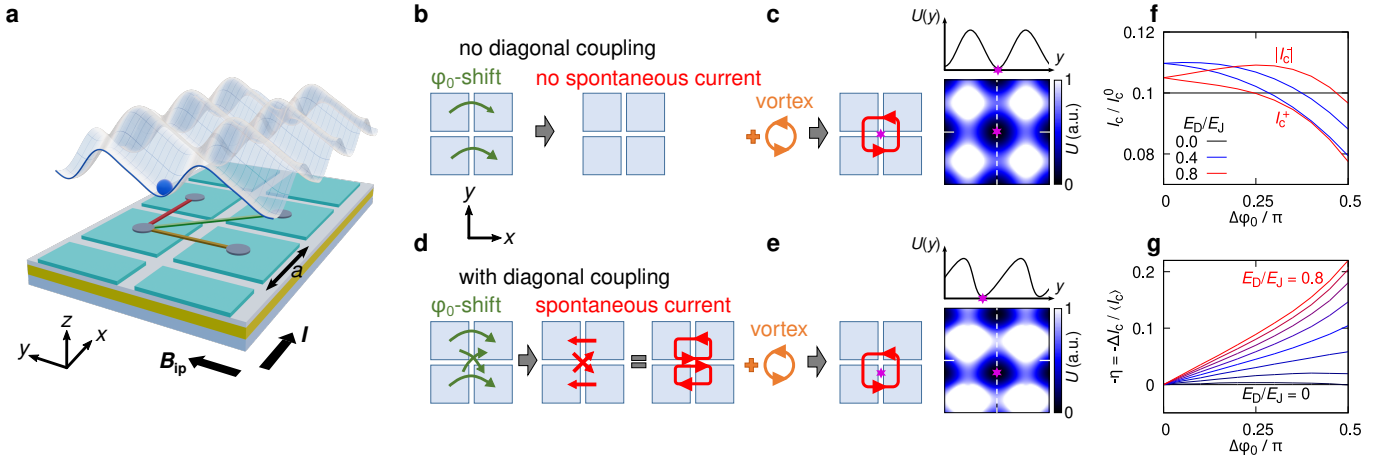 a
a
z
x
y
B_ip
I
b
no diagonal coupling
φ₀-shift
no spontaneous current
+
vortex
y
x
c
U(y)
y
1
U (a.u.)
0
d
with diagonal coupling
φ₀-shift
spontaneous current
=
+
vortex
e
U(y)
y
1
U (a.u.)
0
f
0.12
0.1
0.08
I_c / I_c^0
|I_c^-|
I_c^+
E_D/E_J
0.0
0.4
0.8
0
0.25
0.5
Δφ₀ / π
g
0.2
0.1
0
-η = -ΔI_c / ⟨I_c⟩
E_D/E_J = 0.8
E_D/E_J = 0
0
0.25
0.5
Δφ₀ / π